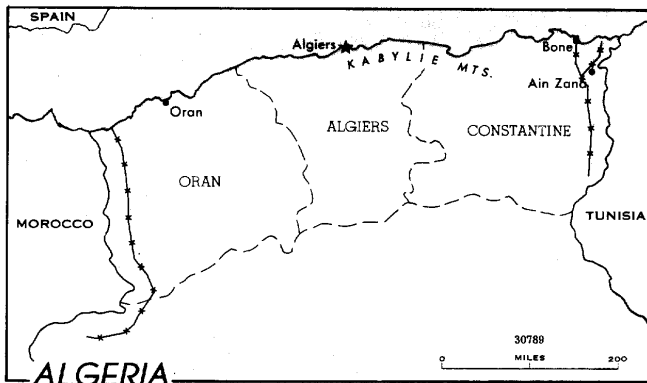 SPAIN
Algiers
KABYLIE MTS.
Bone
Ain Zana
Oran
ALGIERS
CONSTANTINE
ORAN
MOROCCO
TUNISIA
30789
MILES
0 200
ALGERIA